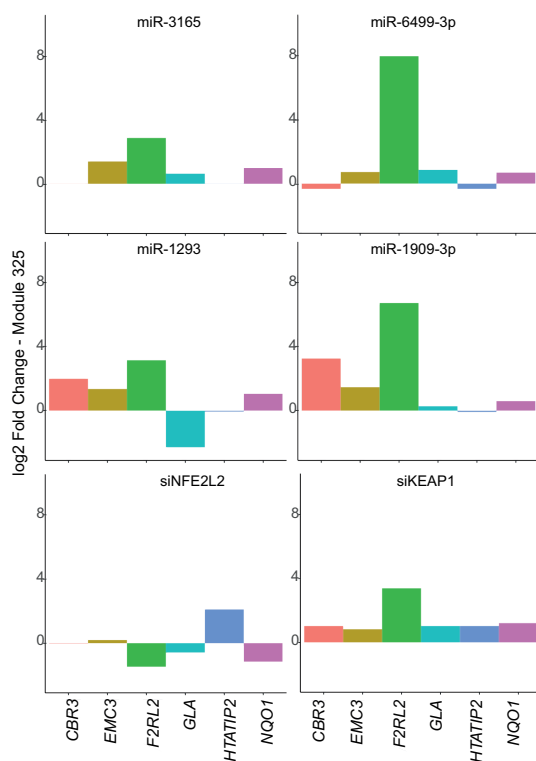 miR-3165
miR-6499-3p
8
4
0
8
4
0
miR-1293
miR-1909-3p
8
4
0
8
4
0
log2 Fold Change - Module 325
siNFE2L2
siKEAP1
8
4
0
8
4
0
CBR3
EMC3
F2RL2
GLA
HTATIP2
NQO1
CBR3
EMC3
F2RL2
GLA
HTATIP2
NQO1